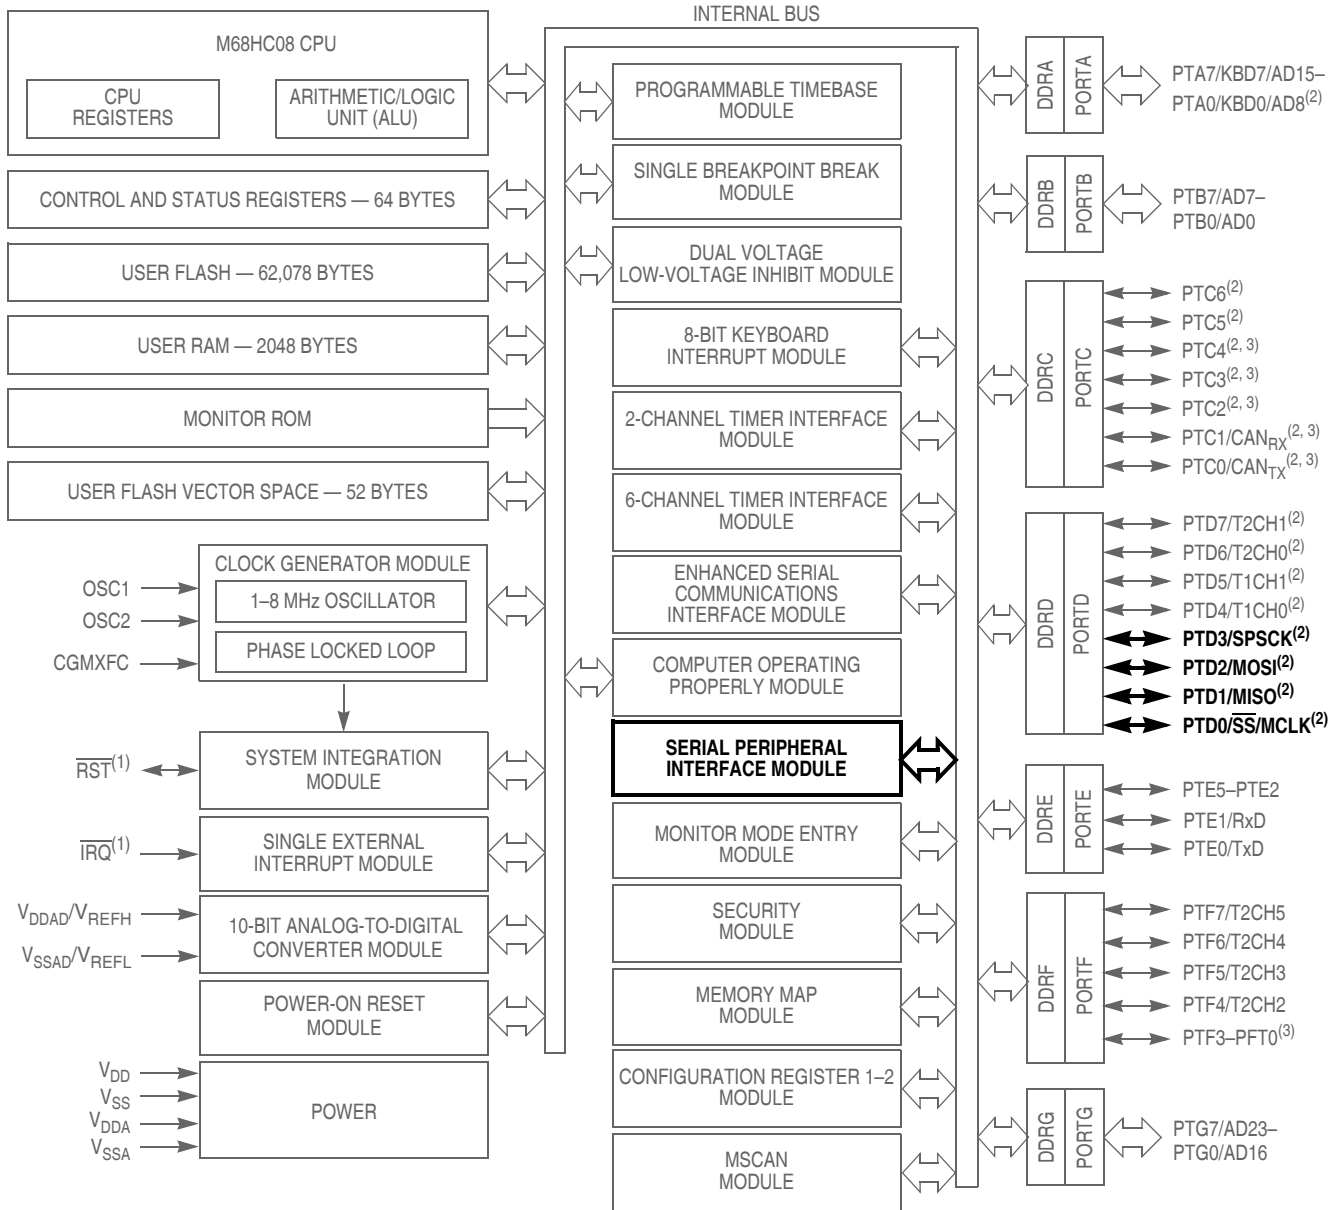 INTERNAL BUS
M68HC08 CPU
CPU
REGISTERS
ARITHMETIC/LOGIC
UNIT (ALU)
CONTROL AND STATUS REGISTERS — 64 BYTES
USER FLASH — 62,078 BYTES
USER RAM — 2048 BYTES
MONITOR ROM
USER FLASH VECTOR SPACE — 52 BYTES
CLOCK GENERATOR MODULE
1–8 MHz OSCILLATOR
PHASE LOCKED LOOP
OSC1
OSC2
CGMXFC
SYSTEM INTEGRATION
MODULE
RST(1)
SINGLE EXTERNAL
INTERRUPT MODULE
IRQ(1)
10-BIT ANALOG-TO-DIGITAL
CONVERTER MODULE
VDDAD/VREFH
VSSAD/VREFL
POWER-ON RESET
MODULE
POWER
VDD
VSS
VDDA
VSSA
PROGRAMMABLE TIMEBASE
MODULE
SINGLE BREAKPOINT BREAK
MODULE
DUAL VOLTAGE
LOW-VOLTAGE INHIBIT MODULE
8-BIT KEYBOARD
INTERRUPT MODULE
2-CHANNEL TIMER INTERFACE
MODULE
6-CHANNEL TIMER INTERFACE
MODULE
ENHANCED SERIAL
COMMUNICATIONS
INTERFACE MODULE
COMPUTER OPERATING
PROPERLY MODULE
SERIAL PERIPHERAL
INTERFACE MODULE
MONITOR MODE ENTRY
MODULE
SECURITY
MODULE
MEMORY MAP
MODULE
CONFIGURATION REGISTER 1–2
MODULE
MSCAN
MODULE
DDRA
PORTA
PTA7/KBD7/AD15–
PTA0/KBD0/AD8(2)
DDRB
PORTB
PTB7/AD7–
PTB0/AD0
DDRC
PORTC
PTC6(2)
PTC5(2)
PTC4(2, 3)
PTC3(2, 3)
PTC2(2, 3)
PTC1/CANRX(2, 3)
PTC0/CANTX(2, 3)
DDRD
PORTD
PTD7/T2CH1(2)
PTD6/T2CH0(2)
PTD5/T1CH1(2)
PTD4/T1CH0(2)
PTD3/SPSCK(2)
PTD2/MOSI(2)
PTD1/MISO(2)
PTD0/SS/MCLK(2)
DDRE
PORTE
PTE5–PTE2
PTE1/RxD
PTE0/TxD
DDRF
PORTF
PTF7/T2CH5
PTF6/T2CH4
PTF5/T2CH3
PTF4/T2CH2
PTF3–PFT0(3)
DDRG
PORTG
PTG7/AD23–
PTG0/AD16